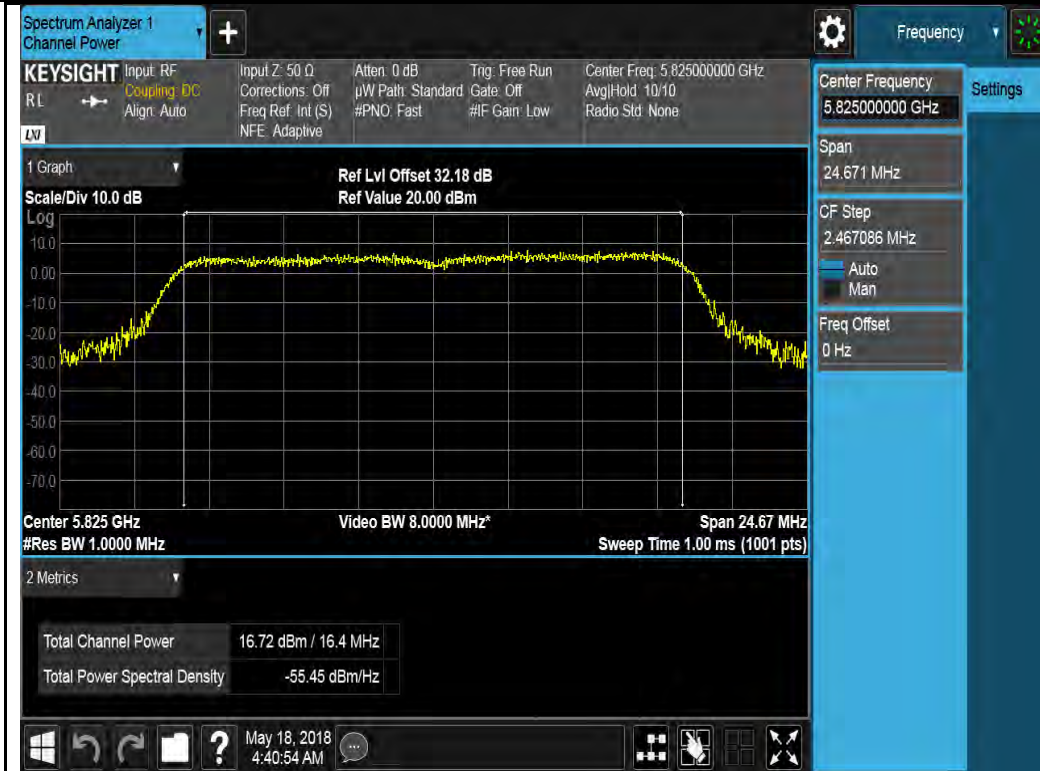 Spectrum Analyzer 1
Channel Power
+
Frequency
KEYSIGHT
RL
LXI
Input: RF
Coupling: DC
Align: Auto
Input Z: 50 Ω
Corrections: Off
Freq Ref: Int (S)
NFE: Adaptive
Atten: 0 dB
µW Path: Standard
#PNO: Fast
Trig: Free Run
Gate: Off
#IF Gain: Low
Center Freq: 5.825000000 GHz
Avg|Hold: 10/10
Radio Std: None
Center Frequency
5.825000000 GHz
Settings
Span
24.671 MHz
CF Step
2.467086 MHz
Auto
Man
Freq Offset
0 Hz
1 Graph
Scale/Div 10.0 dB
Ref Lvl Offset 32.18 dB
Ref Value 20.00 dBm
Log
10.0
0.00
-10.0
-20.0
-30.0
-40.0
-50.0
-60.0
-70.0
Center 5.825 GHz
Video BW 8.0000 MHz*
Span 24.67 MHz
#Res BW 1.0000 MHz
Sweep Time 1.00 ms (1001 pts)
2 Metrics
Total Channel Power 16.72 dBm / 16.4 MHz
Total Power Spectral Density -55.45 dBm/Hz
?
May 18, 2018
4:40:54 AM